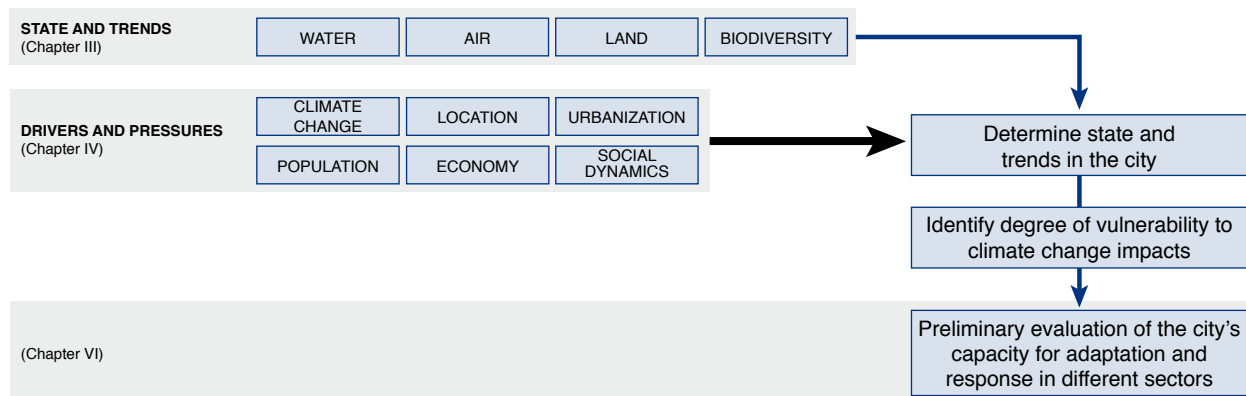 STATE AND TRENDS
(Chapter III)
WATER
AIR
LAND
BIODIVERSITY
DRIVERS AND PRESSURES
(Chapter IV)
CLIMATE
CHANGE
LOCATION
URBANIZATION
POPULATION
ECONOMY
SOCIAL
DYNAMICS
Determine state and
trends in the city
Identify degree of vulnerability to
climate change impacts
(Chapter VI)
Preliminary evaluation of the city’s
capacity for adaptation and
response in different sectors